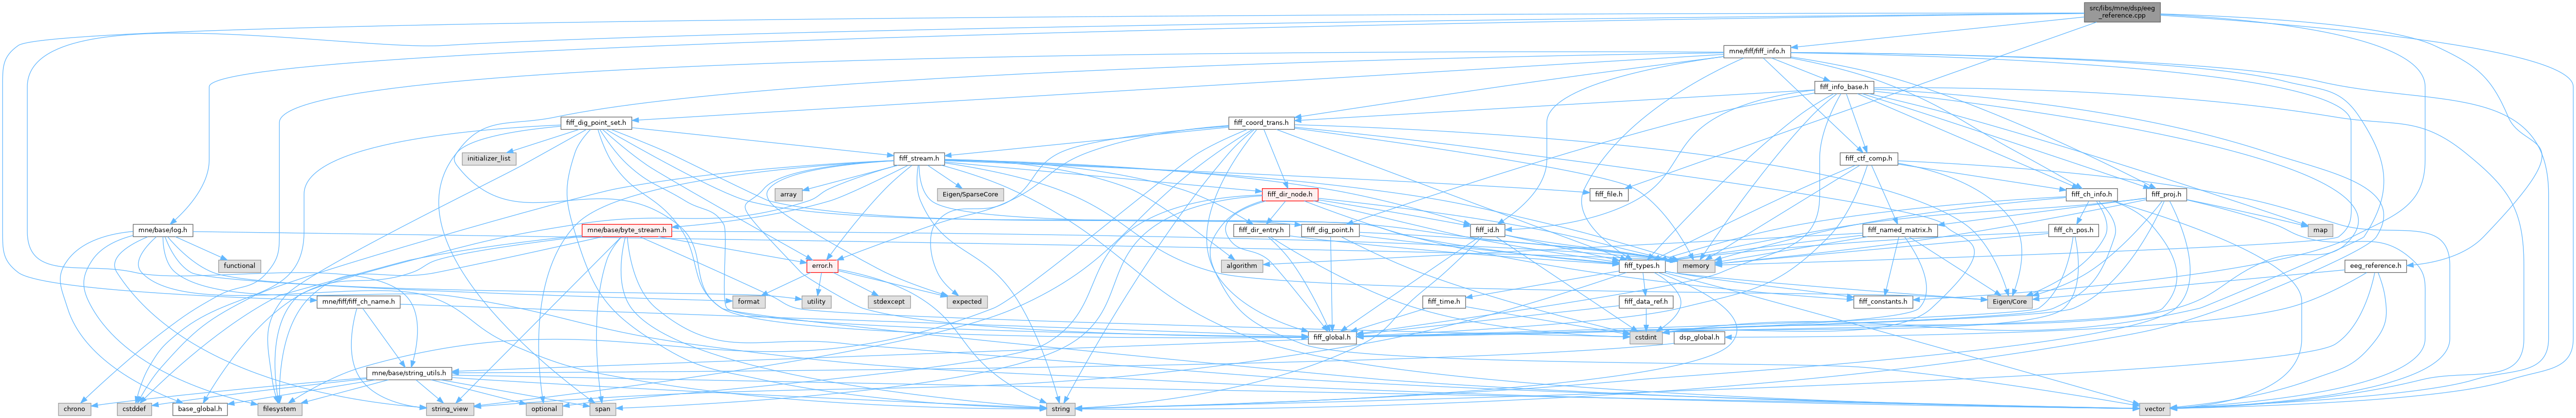 src/libs/mne/dsp/eeg
_reference.cpp
mne/fiff/fiff_info.h
fiff_info_base.h
fiff_dig_point_set.h
fiff_coord_trans.h
initializer_list
fiff_stream.h
fiff_ctf_comp.h
array
Eigen/SparseCore
fiff_dir_node.h
fiff_file.h
fiff_ch_info.h
fiff_proj.h
mne/base/log.h
mne/base/byte_stream.h
fiff_dir_entry.h
fiff_dig_point.h
fiff_id.h
fiff_named_matrix.h
fiff_ch_pos.h
map
functional
error.h
algorithm
fiff_types.h
memory
eeg_reference.h
mne/fiff/fiff_ch_name.h
format
utility
stdexcept
expected
fiff_time.h
fiff_data_ref.h
fiff_constants.h
Eigen/Core
fiff_global.h
cstdint
dsp_global.h
mne/base/string_utils.h
chrono
cstddef
base_global.h
filesystem
string_view
optional
span
string
vector